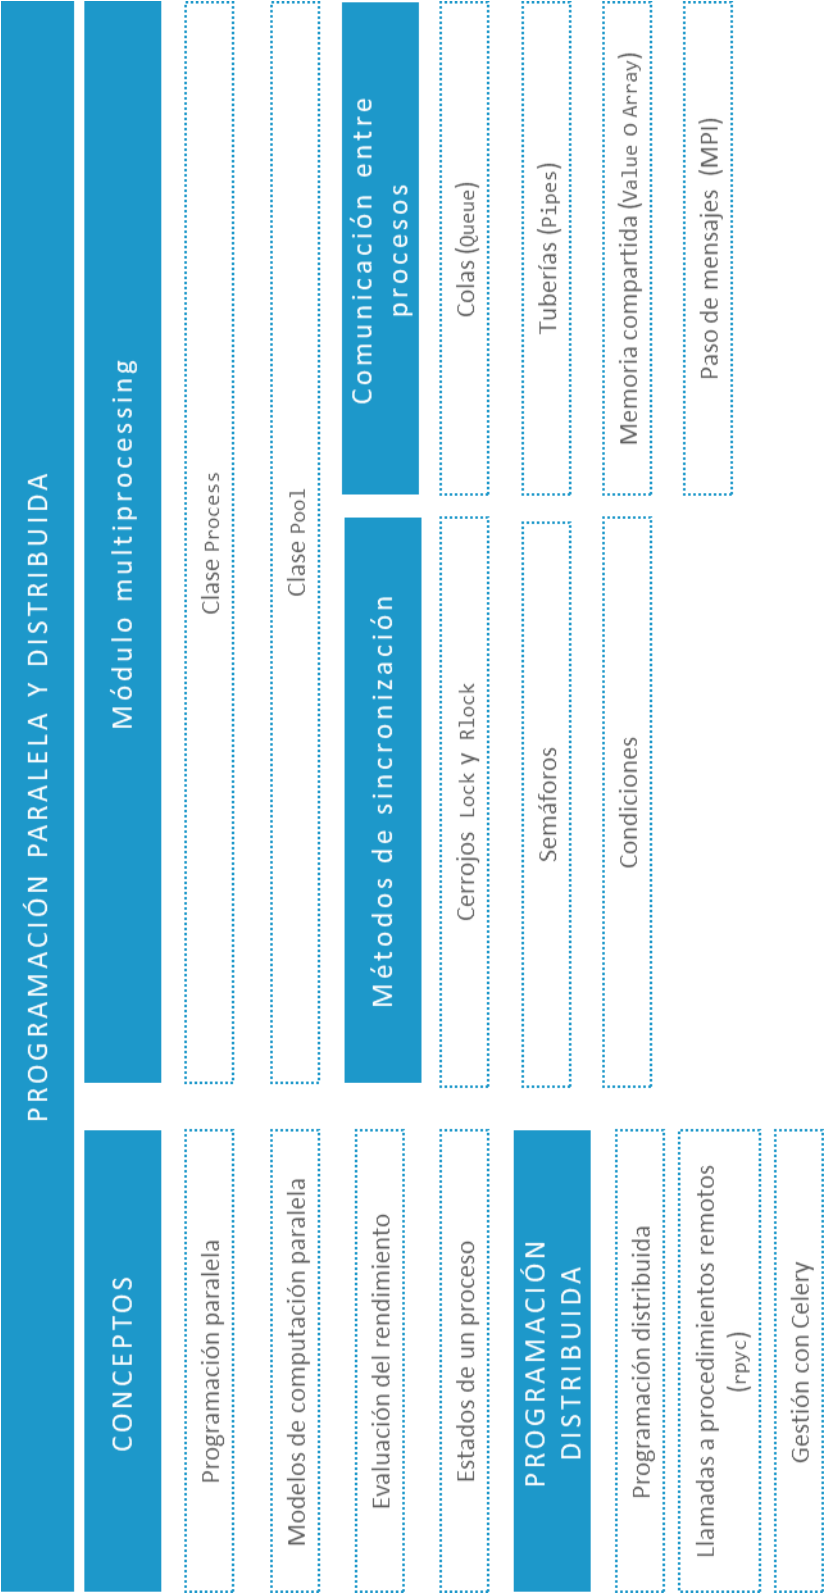 PROGRAMACIÓN PARALELA Y DISTRIBUIDA
CONCEPTOS
Programación paralela
Modelos de computación paralela
Evaluación del rendimiento
Estados de un proceso
PROGRAMACIÓN
DISTRIBUIDA
Programación distribuida
Llamadas a procedimientos remotos
(rpyc)
Gestión con Celery
Módulo multiprocessing
Clase Process
Clase Pool
Métodos de sincronización
Cerrojos Lock y Rlock
Semáforos
Condiciones
Comunicación entre
procesos
Colas (Queue)
Tuberías (Pipes)
Memoria compartida (Value o Array)
Paso de mensajes (MPI)